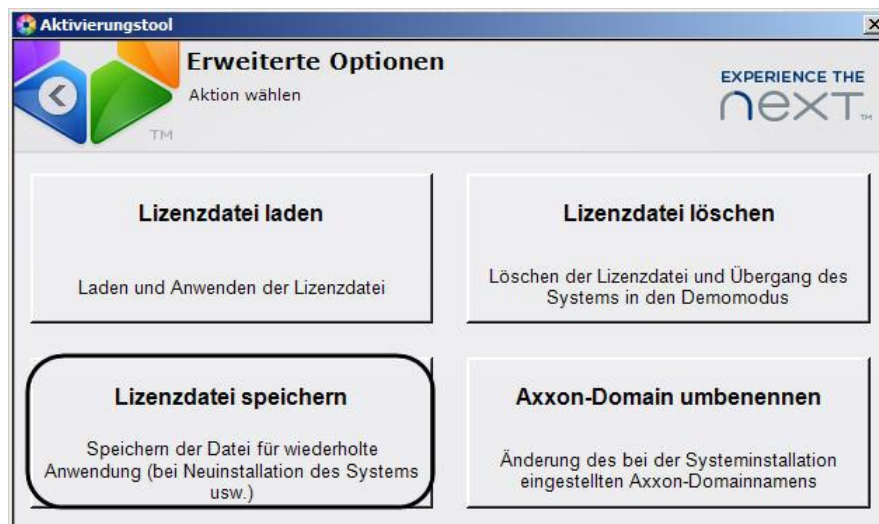 Aktivierungstool
Erweiterte Optionen
Aktion wählen
EXPERIENCE THE
next™
TM
Lizenzdatei laden
Laden und Anwenden der Lizenzdatei
Lizenzdatei löschen
Löschen der Lizenzdatei und Übergang des
Systems in den Demomodus
Lizenzdatei speichern
Speichern der Datei für wiederholte
Anwendung (bei Neuinstallation des Systems
usw.)
Axxon-Domain umbenennen
Änderung des bei der Systeminstallation
eingestellten Axxon-Domainnamens